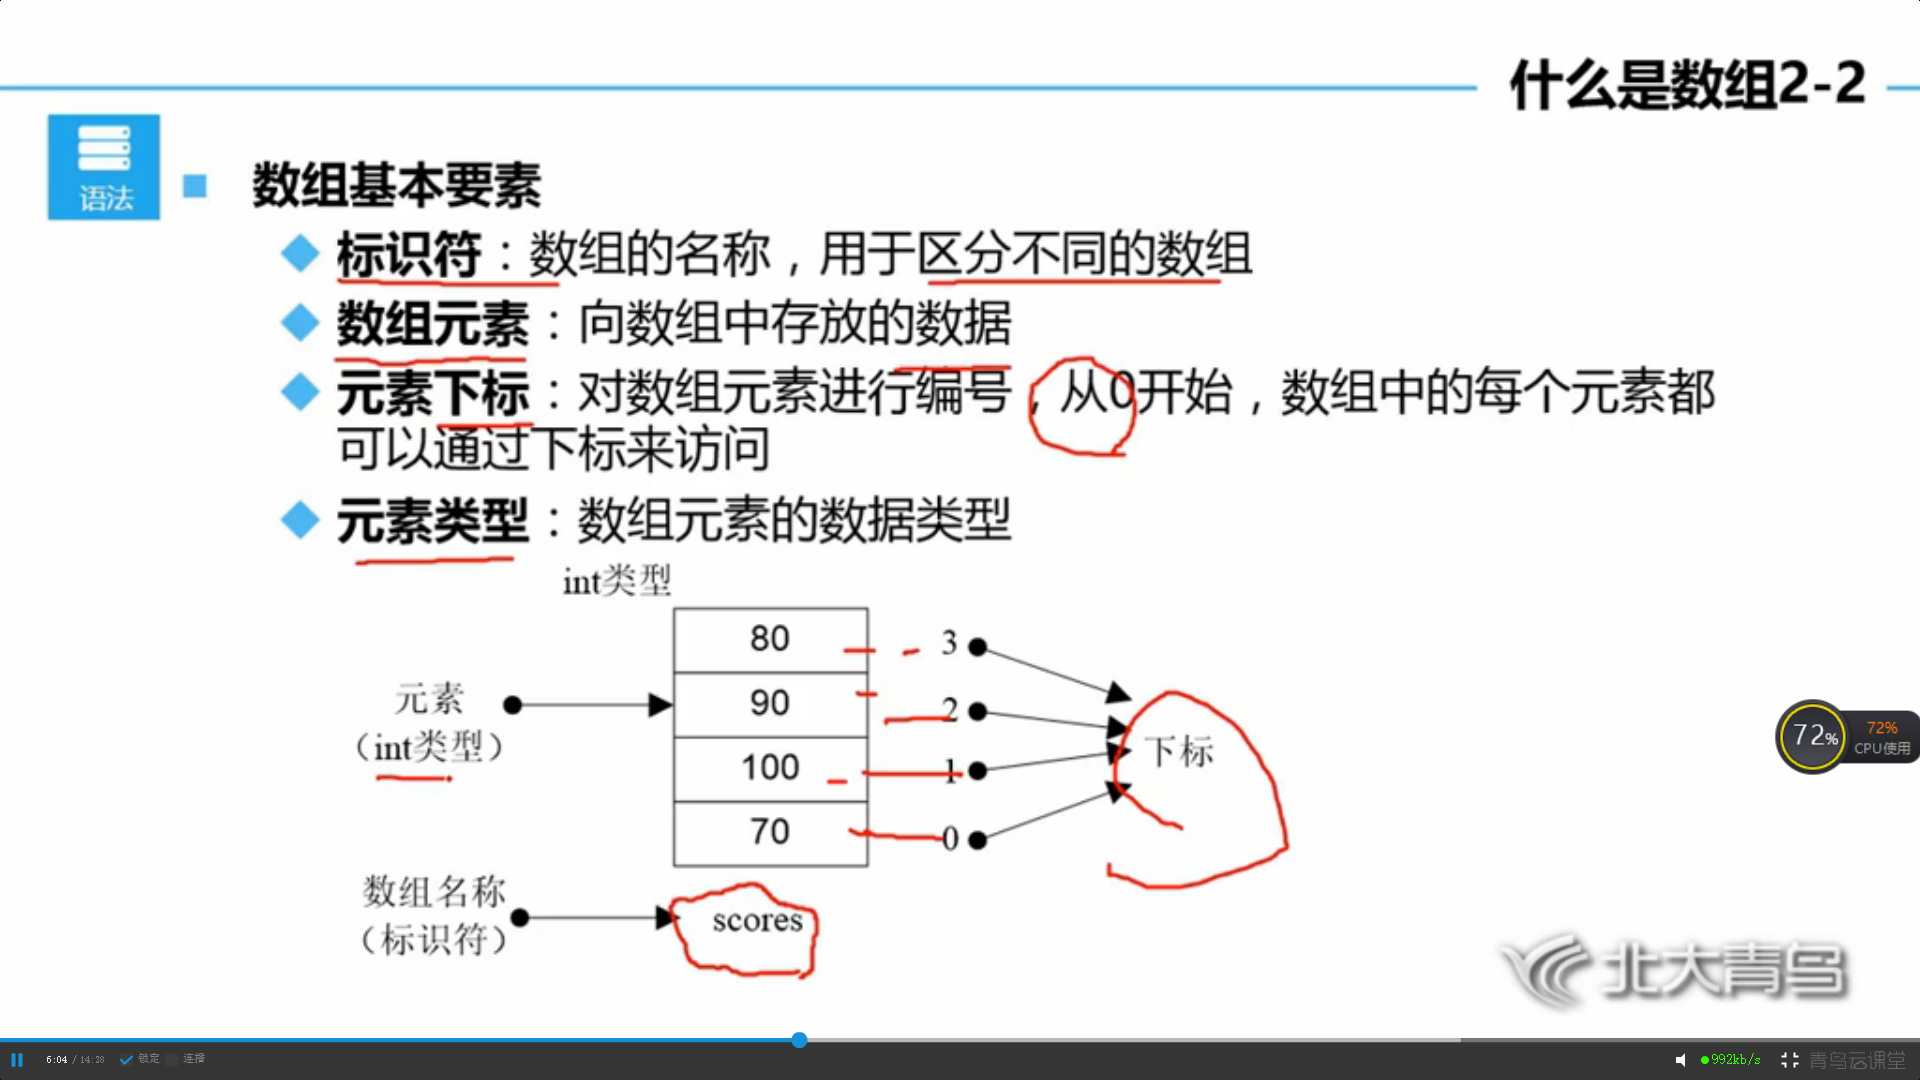 什么是数组2-2
语法
数组基本要素
标识符：数组的名称，用于区分不同的数组
数组元素：向数组中存放的数据
元素下标：对数组元素进行编号，从0开始，数组中的每个元素都
可以通过下标来访问
元素类型：数组元素的数据类型
int类型
80
3
元素
（int类型）
90
2
下标
100
1
70
0
数组名称
（标识符）
scores
72%
72%
CPU使用
北大青鸟
6:04 / 14:38
锁定
连播
992kb/s
青鸟云课堂